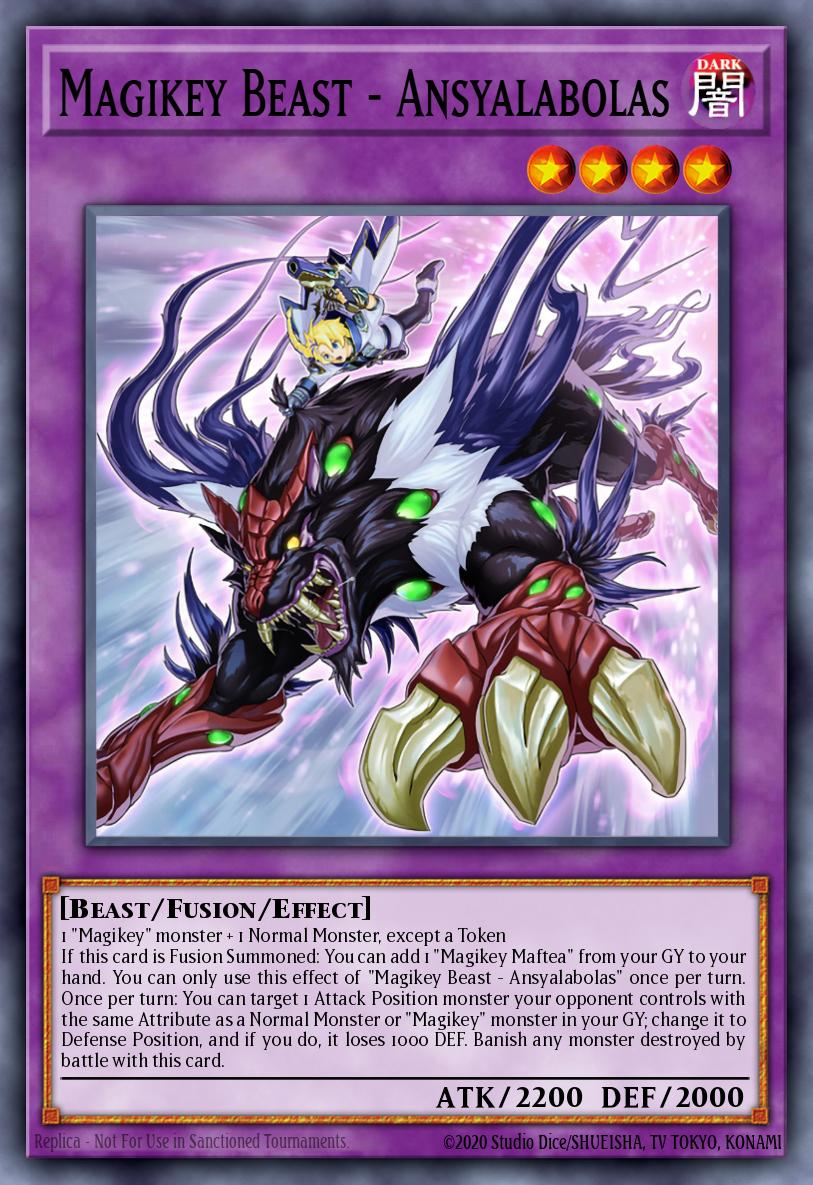 Magikey Beast - Ansyalabolas
DARK
闇
[Beast/Fusion/Effect]
1 "Magikey" monster + 1 Normal Monster, except a Token
If this card is Fusion Summoned: You can add 1 "Magikey Maftea" from your GY to your
hand. You can only use this effect of "Magikey Beast - Ansyalabolas" once per turn.
Once per turn: You can target 1 Attack Position monster your opponent controls with
the same Attribute as a Normal Monster or "Magikey" monster in your GY; change it to
Defense Position, and if you do, it loses 1000 DEF. Banish any monster destroyed by
battle with this card.
ATK/2200 DEF/2000
Replica - Not For Use in Sanctioned Tournaments.
©2020 Studio Dice/SHUEISHA, TV TOKYO, KONAMI